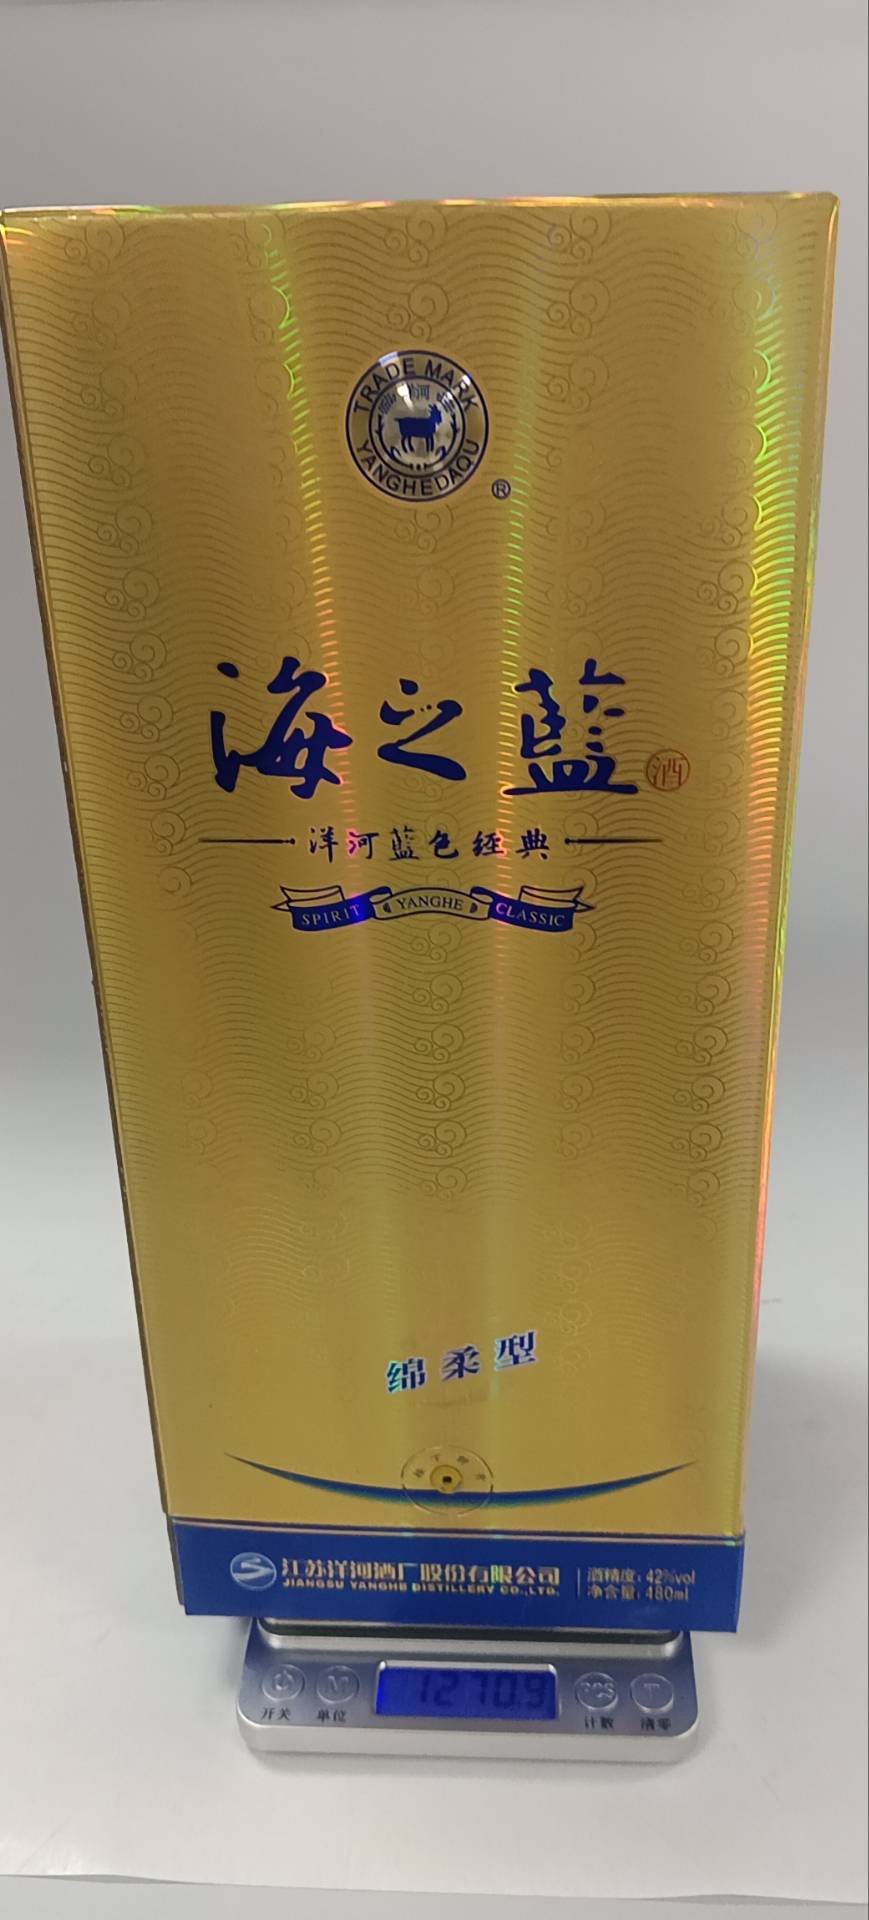 TRADE MARK
YANGHEDAQU
®
海之藍
酒
洋河藍色经典
SPIRIT YANGHE CLASSIC
绵柔型
江苏洋河酒厂股份有限公司
JIANGSU YANGHE DISTILLERY CO.,LTD.
酒精度: 42%vol
净含量: 480ml
1270.9
M
PCS
T
开关
单位
计数
清零